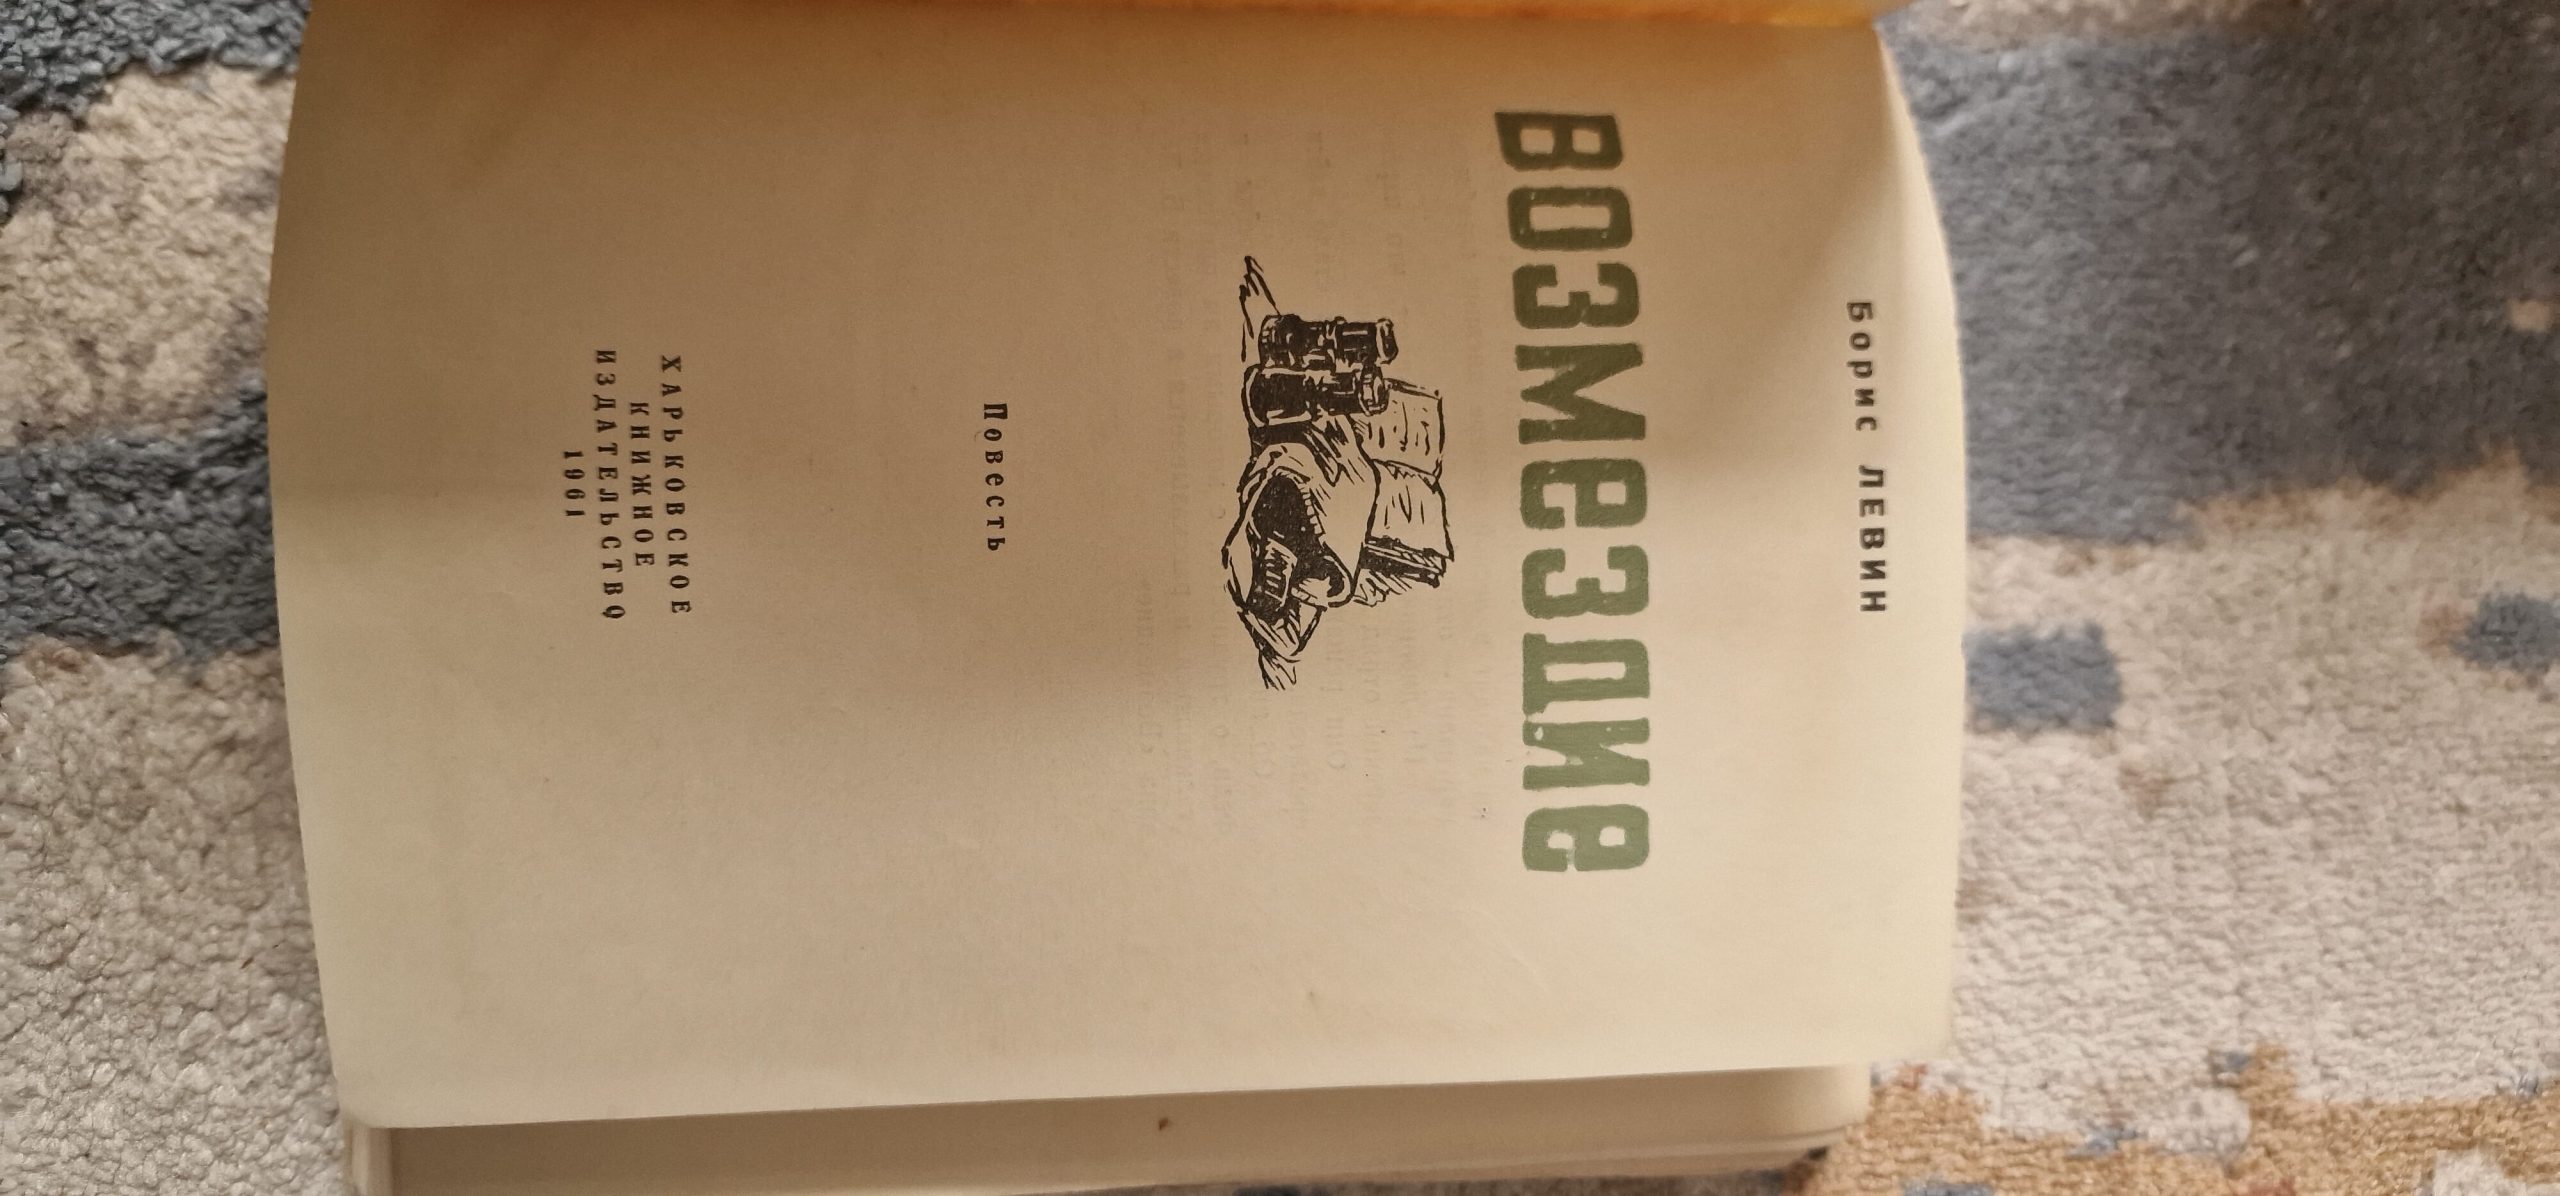 Борис ЛЕВИН
ВОЗМЕЗДИЕ
Повесть
ХАРЬКОВСКОЕ
КНИЖНОЕ
ИЗДАТЕЛЬСТВО
1961